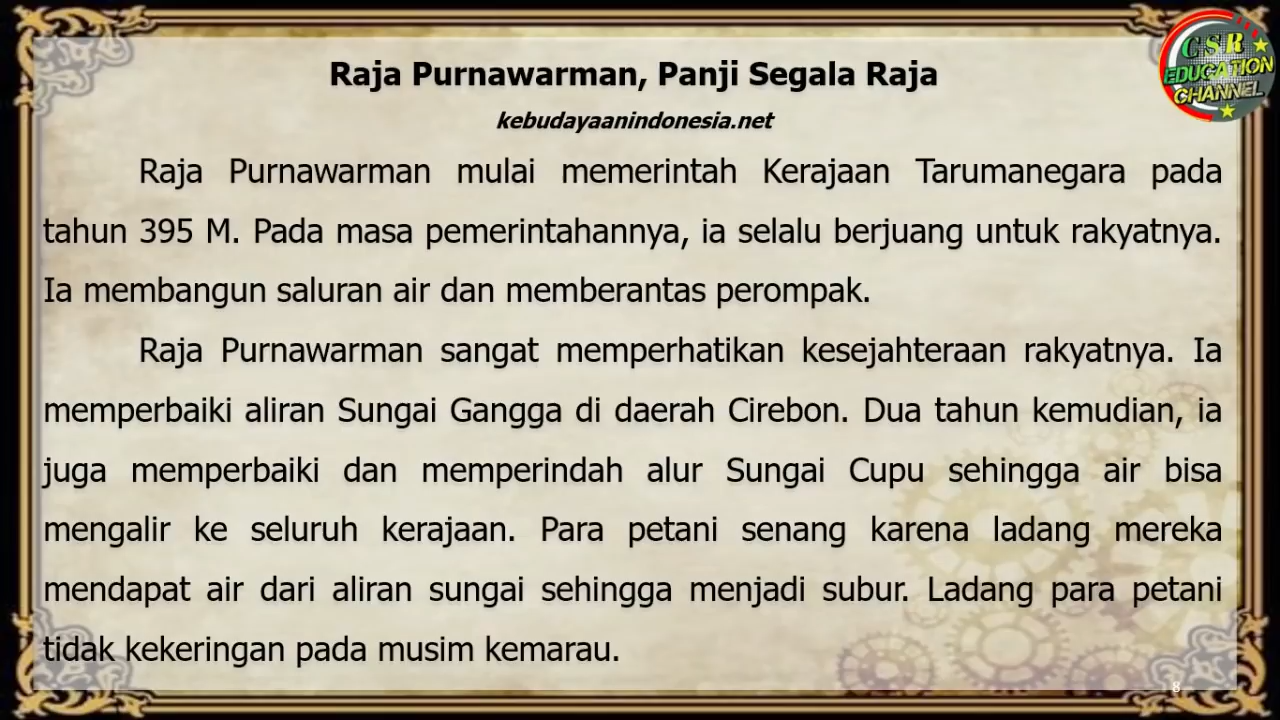 Raja Purnawarman, Panji Segala Raja
CSR
EDUCATION
CHANNEL
kebudayaanindonesia.net
Raja Purnawarman mulai memerintah Kerajaan Tarumanegara pada
tahun 395 M. Pada masa pemerintahannya, ia selalu berjuang untuk rakyatnya.
Ia membangun saluran air dan memberantas perompak.
Raja Purnawarman sangat memperhatikan kesejahteraan rakyatnya. Ia
memperbaiki aliran Sungai Gangga di daerah Cirebon. Dua tahun kemudian, ia
juga memperbaiki dan memperindah alur Sungai Cupu sehingga air bisa
mengalir ke seluruh kerajaan. Para petani senang karena ladang mereka
mendapat air dari aliran sungai sehingga menjadi subur. Ladang para petani
tidak kekeringan pada musim kemarau.
8